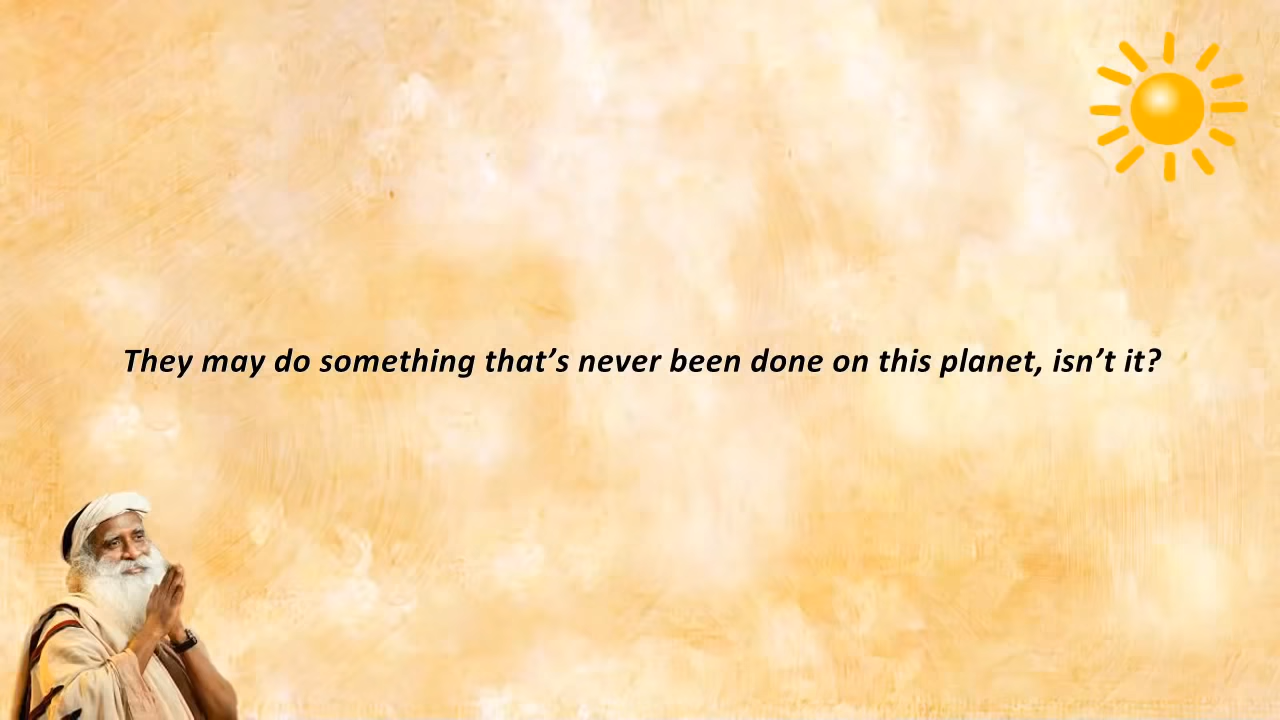 They may do something that’s never been done on this planet, isn’t it?